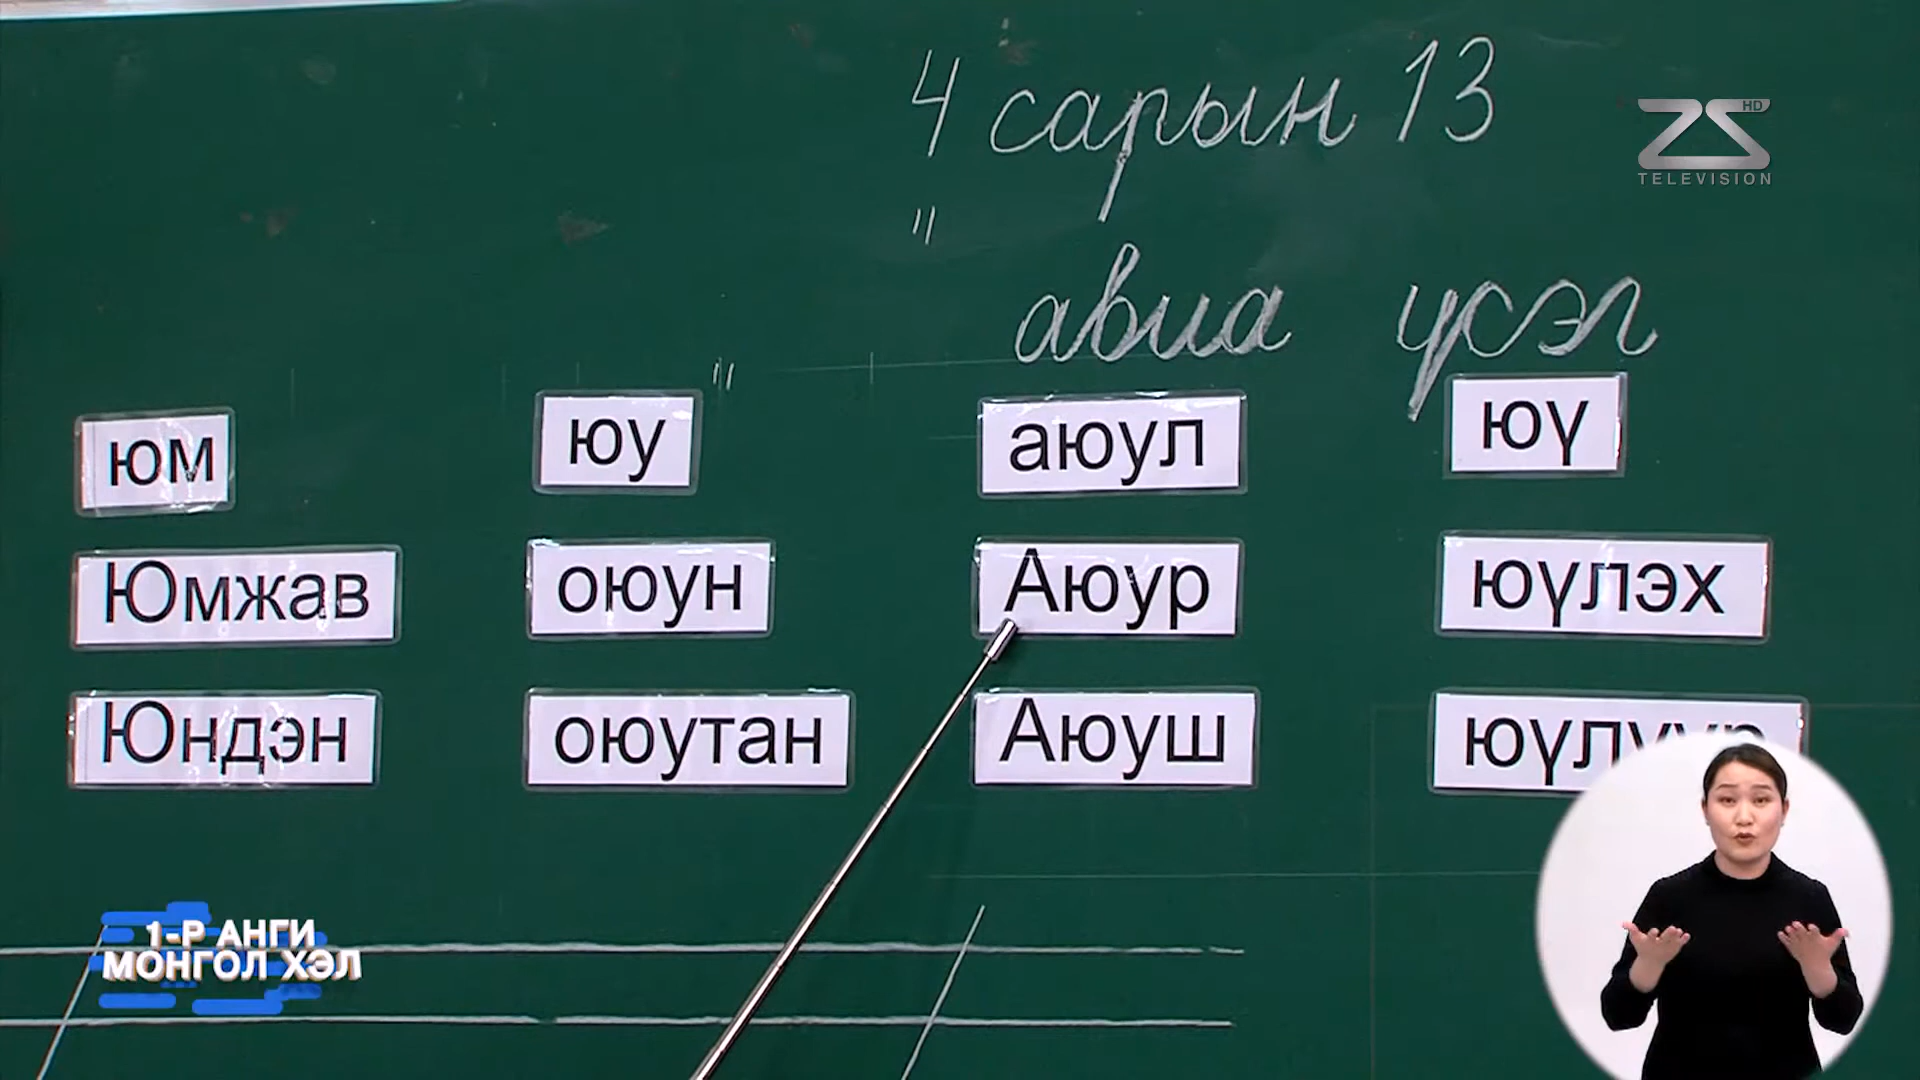 4 сарын 13
"
авиа үсэг
"
юм юу аюул юү
Юмжав оюун Аюур юүлэх
Юндэн оюутан Аюуш
HD
TELEVISION
1-Р АНГИ
МОНГОЛ ХЭЛ